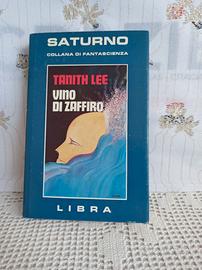 SATURNO
COLLANA DI FANTASCIENZA
TANITH LEE
VINO
DI ZAFFIRO
LIBRA